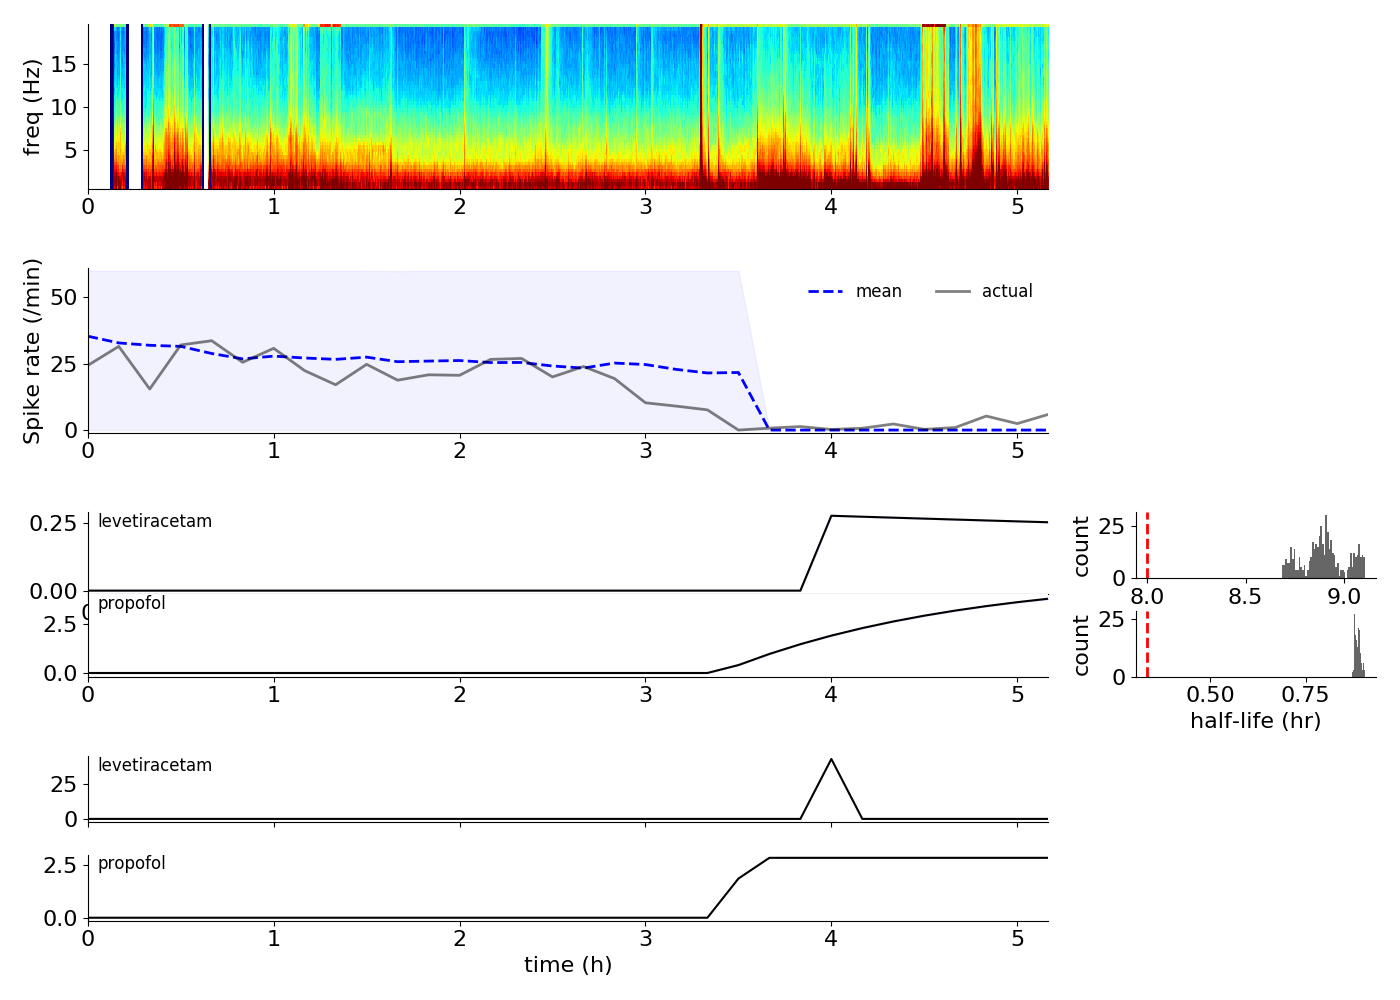 freq (Hz)
15
10
5
0 1 2 3 4 5
Spike rate (/min)
50
25
0
mean actual
0 1 2 3 4 5
levetiracetam
0.25
0.00
count
25
0
8.0 8.5 9.0
propofol
2.5
0.0
0 1 2 3 4 5
count
25
0
0.50 0.75
half-life (hr)
levetiracetam
25
0
propofol
2.5
0.0
0 1 2 3 4 5
time (h)